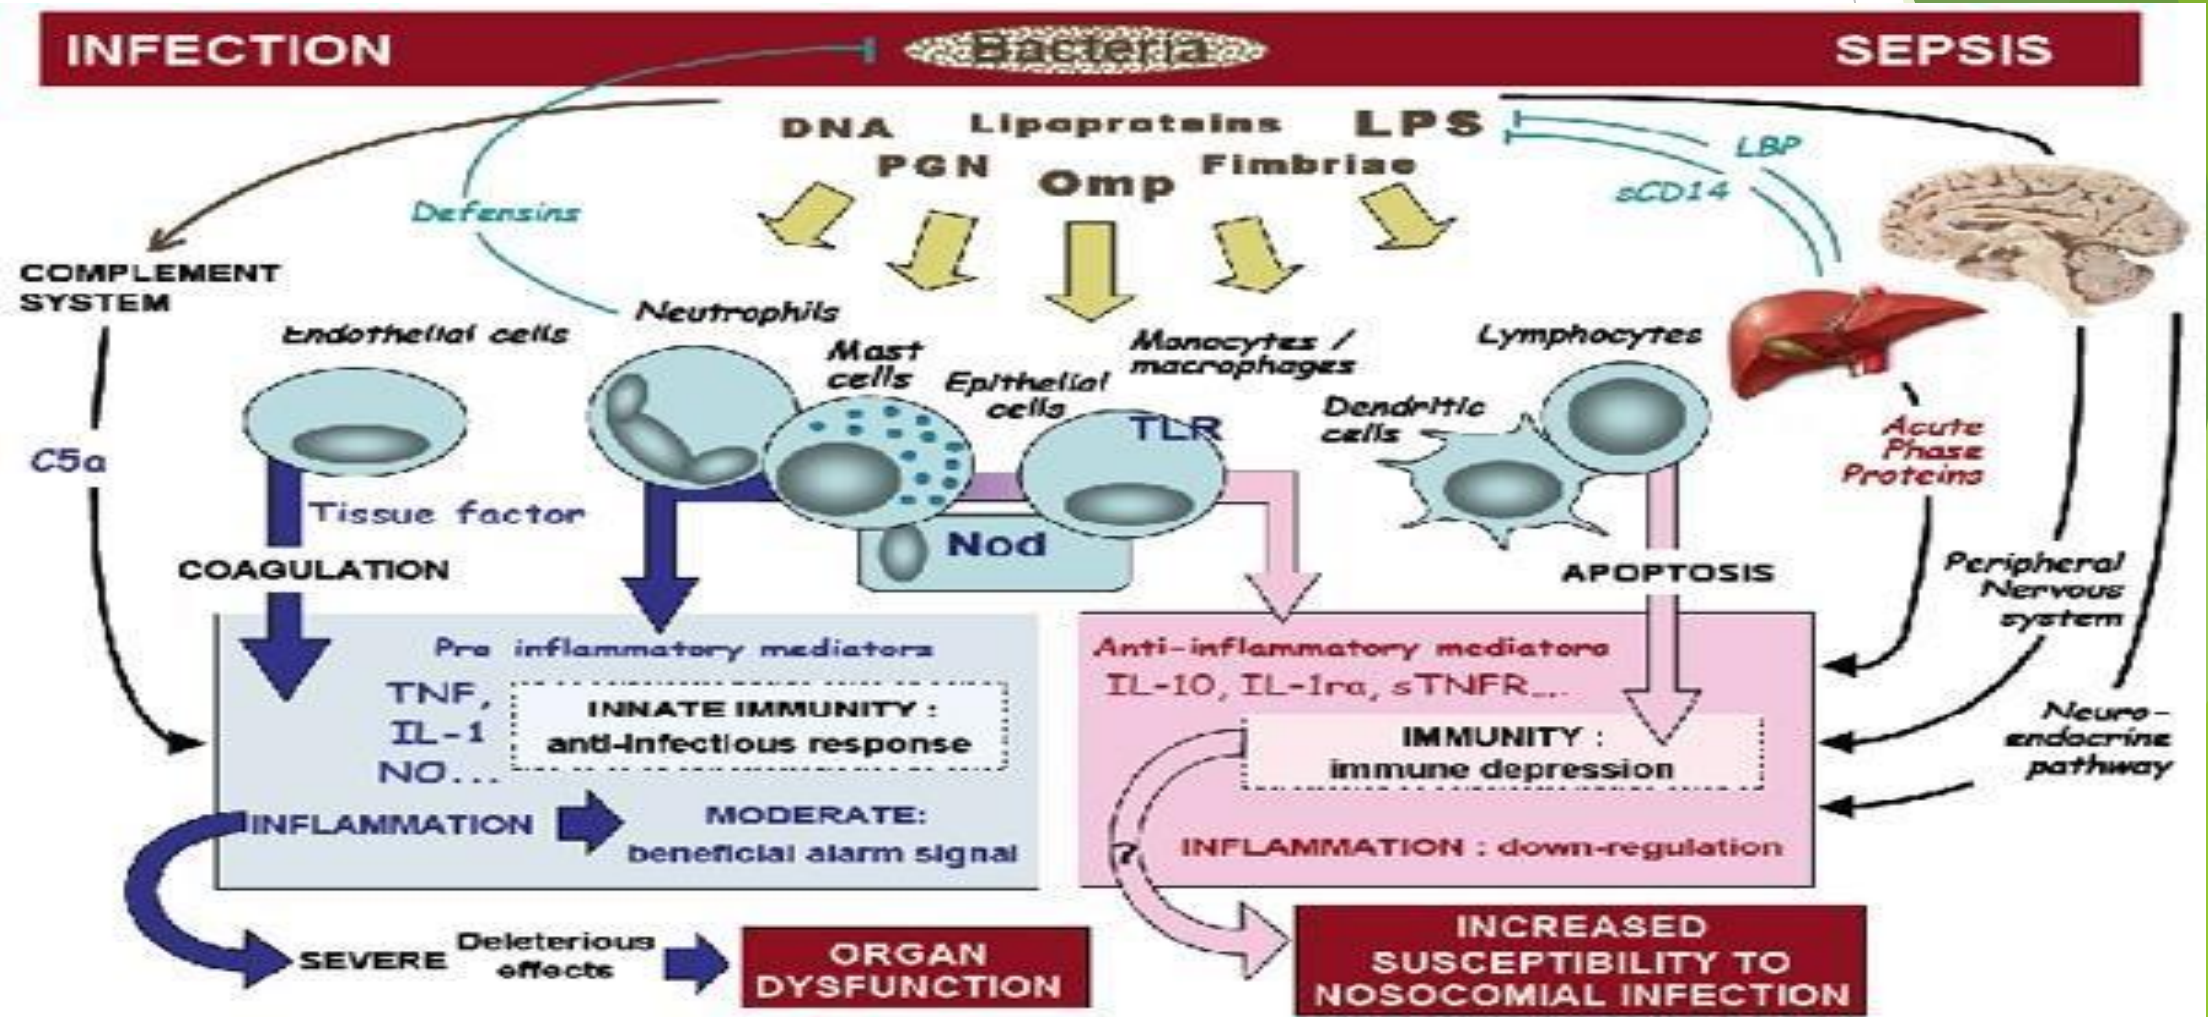 INFECTION
Bacteria
SEPSIS
DNA
Lipoproteins
LPS
PGN
Omp
Fimbriae
LBP
sCD14
Defensins
COMPLEMENT
SYSTEM
Endothelial cells
Neutrophils
Mast
cells
Epithelial
cells
Monocytes /
macrophages
Lymphocytes
Dendritic
cells
TLR
Nod
C5a
Tissue factor
COAGULATION
APOPTOSIS
Acute
Phase
Proteins
Peripheral
Nervous
system
Neuro-
endocrine
pathway
Pro inflammatory mediators
TNF,
IL-1
NO...
INNATE IMMUNITY :
anti-infectious response
INFLAMMATION
MODERATE:
beneficial alarm signal
Anti-inflammatory mediators
IL-10, IL-1ra, sTNFR...
IMMUNITY :
immune depression
?
INFLAMMATION : down-regulation
SEVERE
Deleterious
effects
ORGAN
DYSFUNCTION
INCREASED
SUSCEPTIBILITY TO
NOSOCOMIAL INFECTION